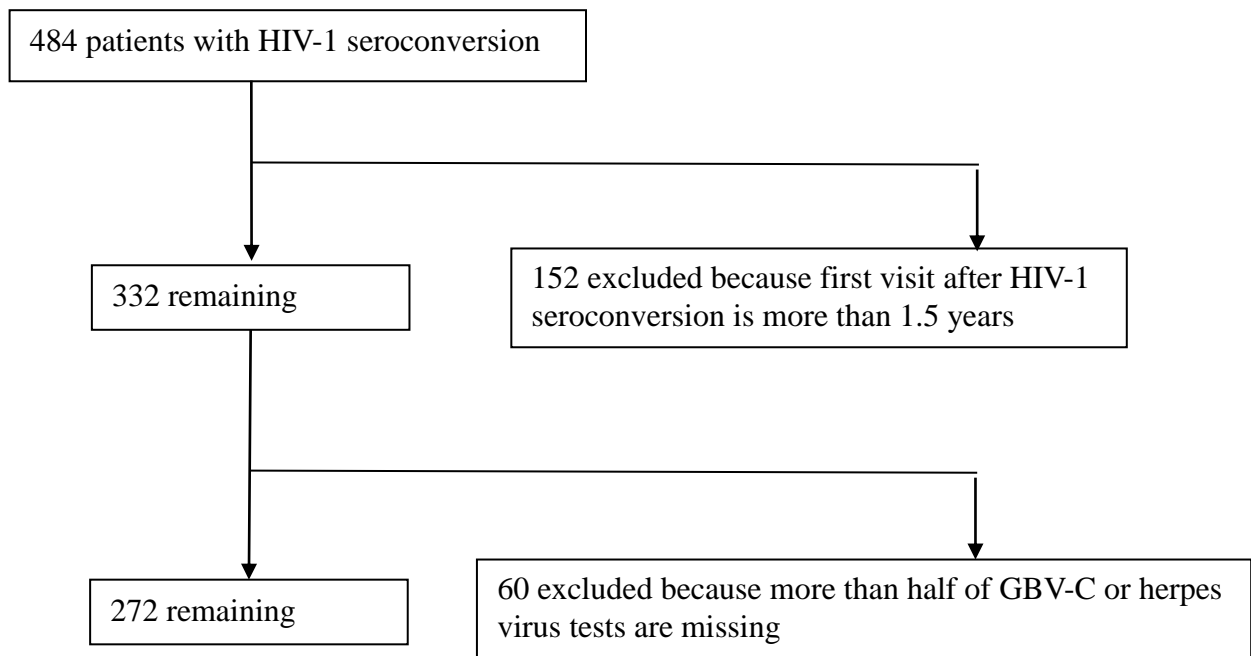 484 patients with HIV-1 seroconversion
332 remaining
152 excluded because first visit after HIV-1
seroconversion is more than 1.5 years
272 remaining
60 excluded because more than half of GBV-C or herpes
virus tests are missing